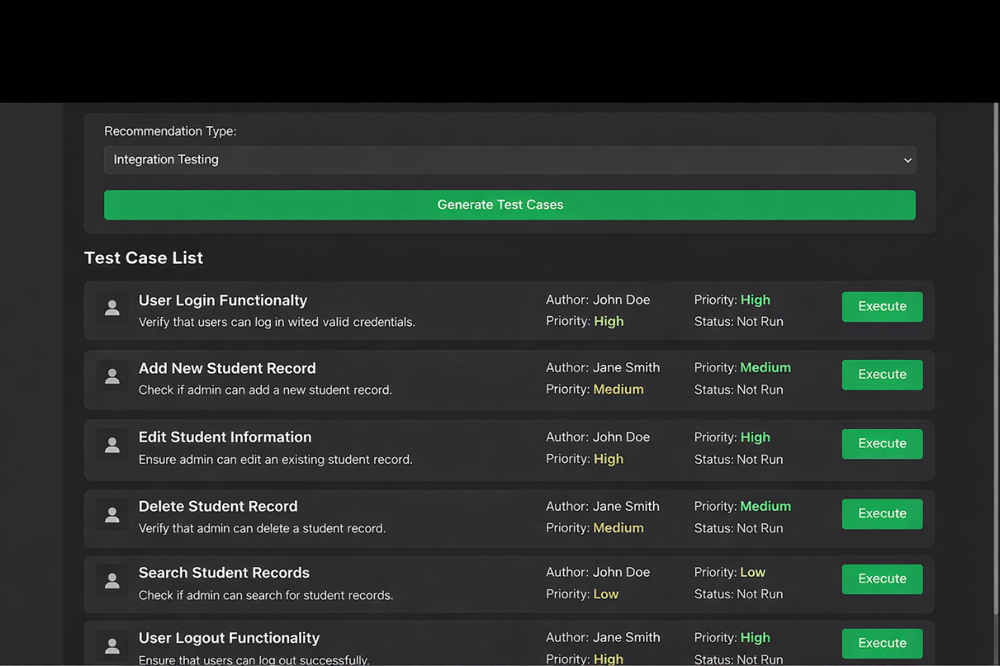 Recommendation Type:
Integration Testing
Generate Test Cases
Test Case List
User Login Functionalty
Verify that users can log in wited valid credentials.
Author: John Doe
Priority: High
Priority: High
Status: Not Run
Execute
Add New Student Record
Check if admin can add a new student record.
Author: Jane Smith
Priority: Medium
Priority: Medium
Status: Not Run
Execute
Edit Student Information
Ensure admin can edit an existing student record.
Author: John Doe
Priority: High
Priority: High
Status: Not Run
Execute
Delete Student Record
Verify that admin can delete a student record.
Author: Jane Smith
Priority: Medium
Priority: Medium
Status: Not Run
Execute
Search Student Records
Check if admin can search for student records.
Author: John Doe
Priority: Low
Priority: Low
Status: Not Run
Execute
User Logout Functionality
Ensure that users can log out successfully.
Author: Jane Smith
Priority: High
Priority: High
Status: Not Run
Execute